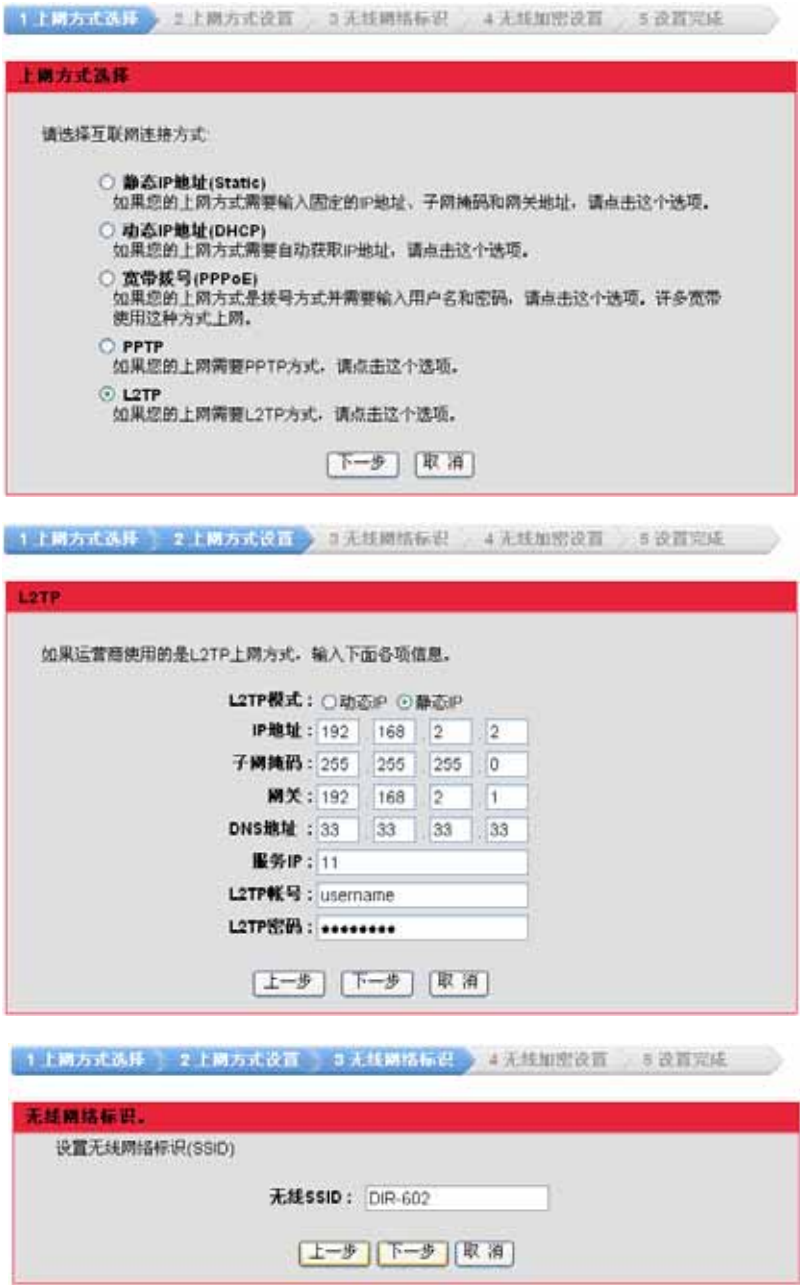 1 上网方式选择 2 上网方式设置 3 无线网络标识 4 无线加密设置 5 设置完成
上网方式选择
请选择互联网连接方式:
静态IP地址(Static)
如果您的上网方式需要输入固定的IP地址、子网掩码和网关地址，请点击这个选项。
动态IP地址(DHCP)
如果您的上网方式需要自动获取IP地址，请点击这个选项。
宽带拨号(PPPoE)
如果您的上网方式是拨号方式并需要输入用户名和密码，请点击这个选项。许多宽带
使用这种方式上网。
PPTP
如果您的上网需要PPTP方式，请点击这个选项。
L2TP
如果您的上网需要L2TP方式，请点击这个选项。
下一步 取 消
1 上网方式选择 2 上网方式设置 3 无线网络标识 4 无线加密设置 5 设置完成
L2TP
如果运营商使用的是L2TP上网方式，输入下面各项信息。
L2TP模式： 动态IP 静态IP
IP地址： 192 . 168 . 2 . 2
子网掩码： 255 . 255 . 255 . 0
网关： 192 . 168 . 2 . 1
DNS地址 ： 33 . 33 . 33 . 33
服务IP： 11
L2TP帐号： username
L2TP密码： ●●●●●●●●
上一步 下一步 取 消
1 上网方式选择 2 上网方式设置 3 无线网络标识 4 无线加密设置 5 设置完成
无线网络标识。
设置无线网络标识(SSID)
无线SSID： DIR-602
上一步 下一步 取 消